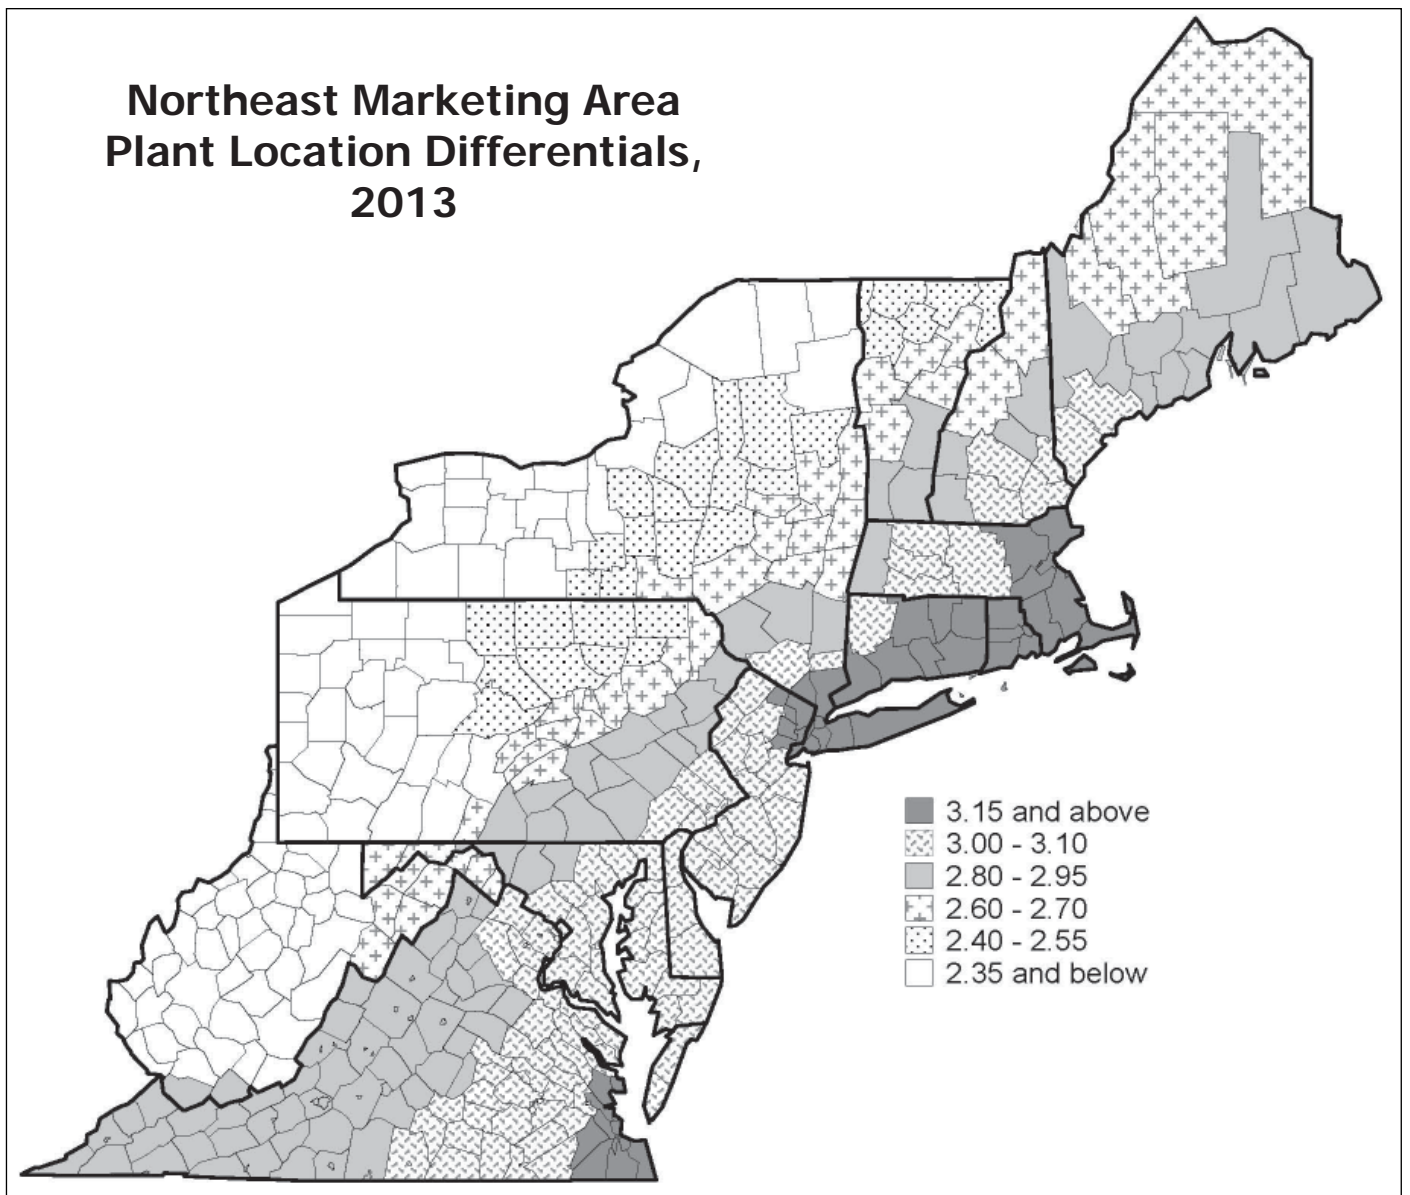 Northeast Marketing Area
Plant Location Differentials,
2013
3.15 and above
3.00 - 3.10
2.80 - 2.95
2.60 - 2.70
2.40 - 2.55
2.35 and below